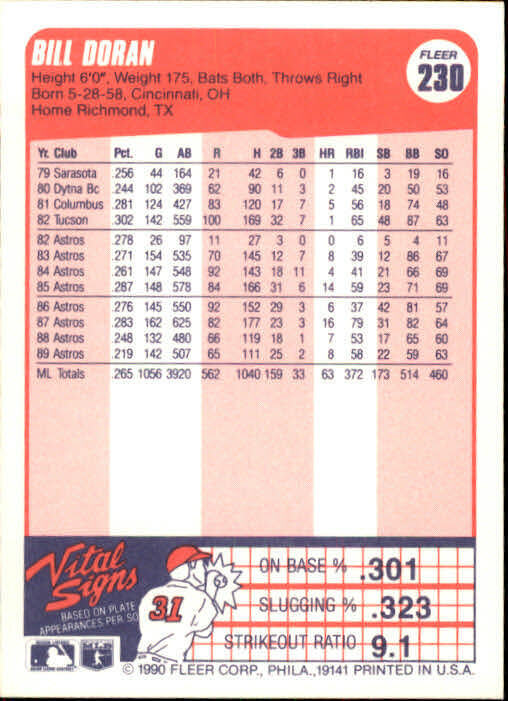 BILL DORAN
FLEER
230
Height 6'0", Weight 175, Bats Both, Throws Right
Born 5-28-58, Cincinnati, OH
Home Richmond, TX
Yr. Club Pct. G AB R H 2B 3B HR RBI SB BB SO
79 Sarasota .256 44 164 21 42 6 0 1 16 3 19 16
80 Dytna Bc .244 102 369 62 90 11 3 2 45 20 50 53
81 Columbus .281 124 427 83 120 17 7 5 56 18 74 48
82 Tucson .302 142 559 100 169 32 7 1 65 48 87 63
82 Astros .278 26 97 11 27 3 0 0 6 5 4 11
83 Astros .271 154 535 70 145 12 7 8 39 12 86 67
84 Astros .261 147 548 92 143 18 11 4 41 21 66 69
85 Astros .287 148 578 84 166 31 6 14 59 23 71 69
86 Astros .276 145 550 92 152 29 3 6 37 42 81 57
87 Astros .283 162 625 82 177 23 3 16 79 31 82 64
88 Astros .248 132 480 66 119 18 1 7 53 17 65 60
89 Astros .219 142 507 65 111 25 2 8 58 22 59 63
ML Totals .265 1056 3920 562 1040 159 33 63 372 173 514 460
Vital Signs
BASED ON PLATE
APPEARANCES PER SO
31
ON BASE % .301
SLUGGING % .323
STRIKEOUT RATIO 9.1
© 1990 FLEER CORP., PHILA., 19141 PRINTED IN U.S.A.